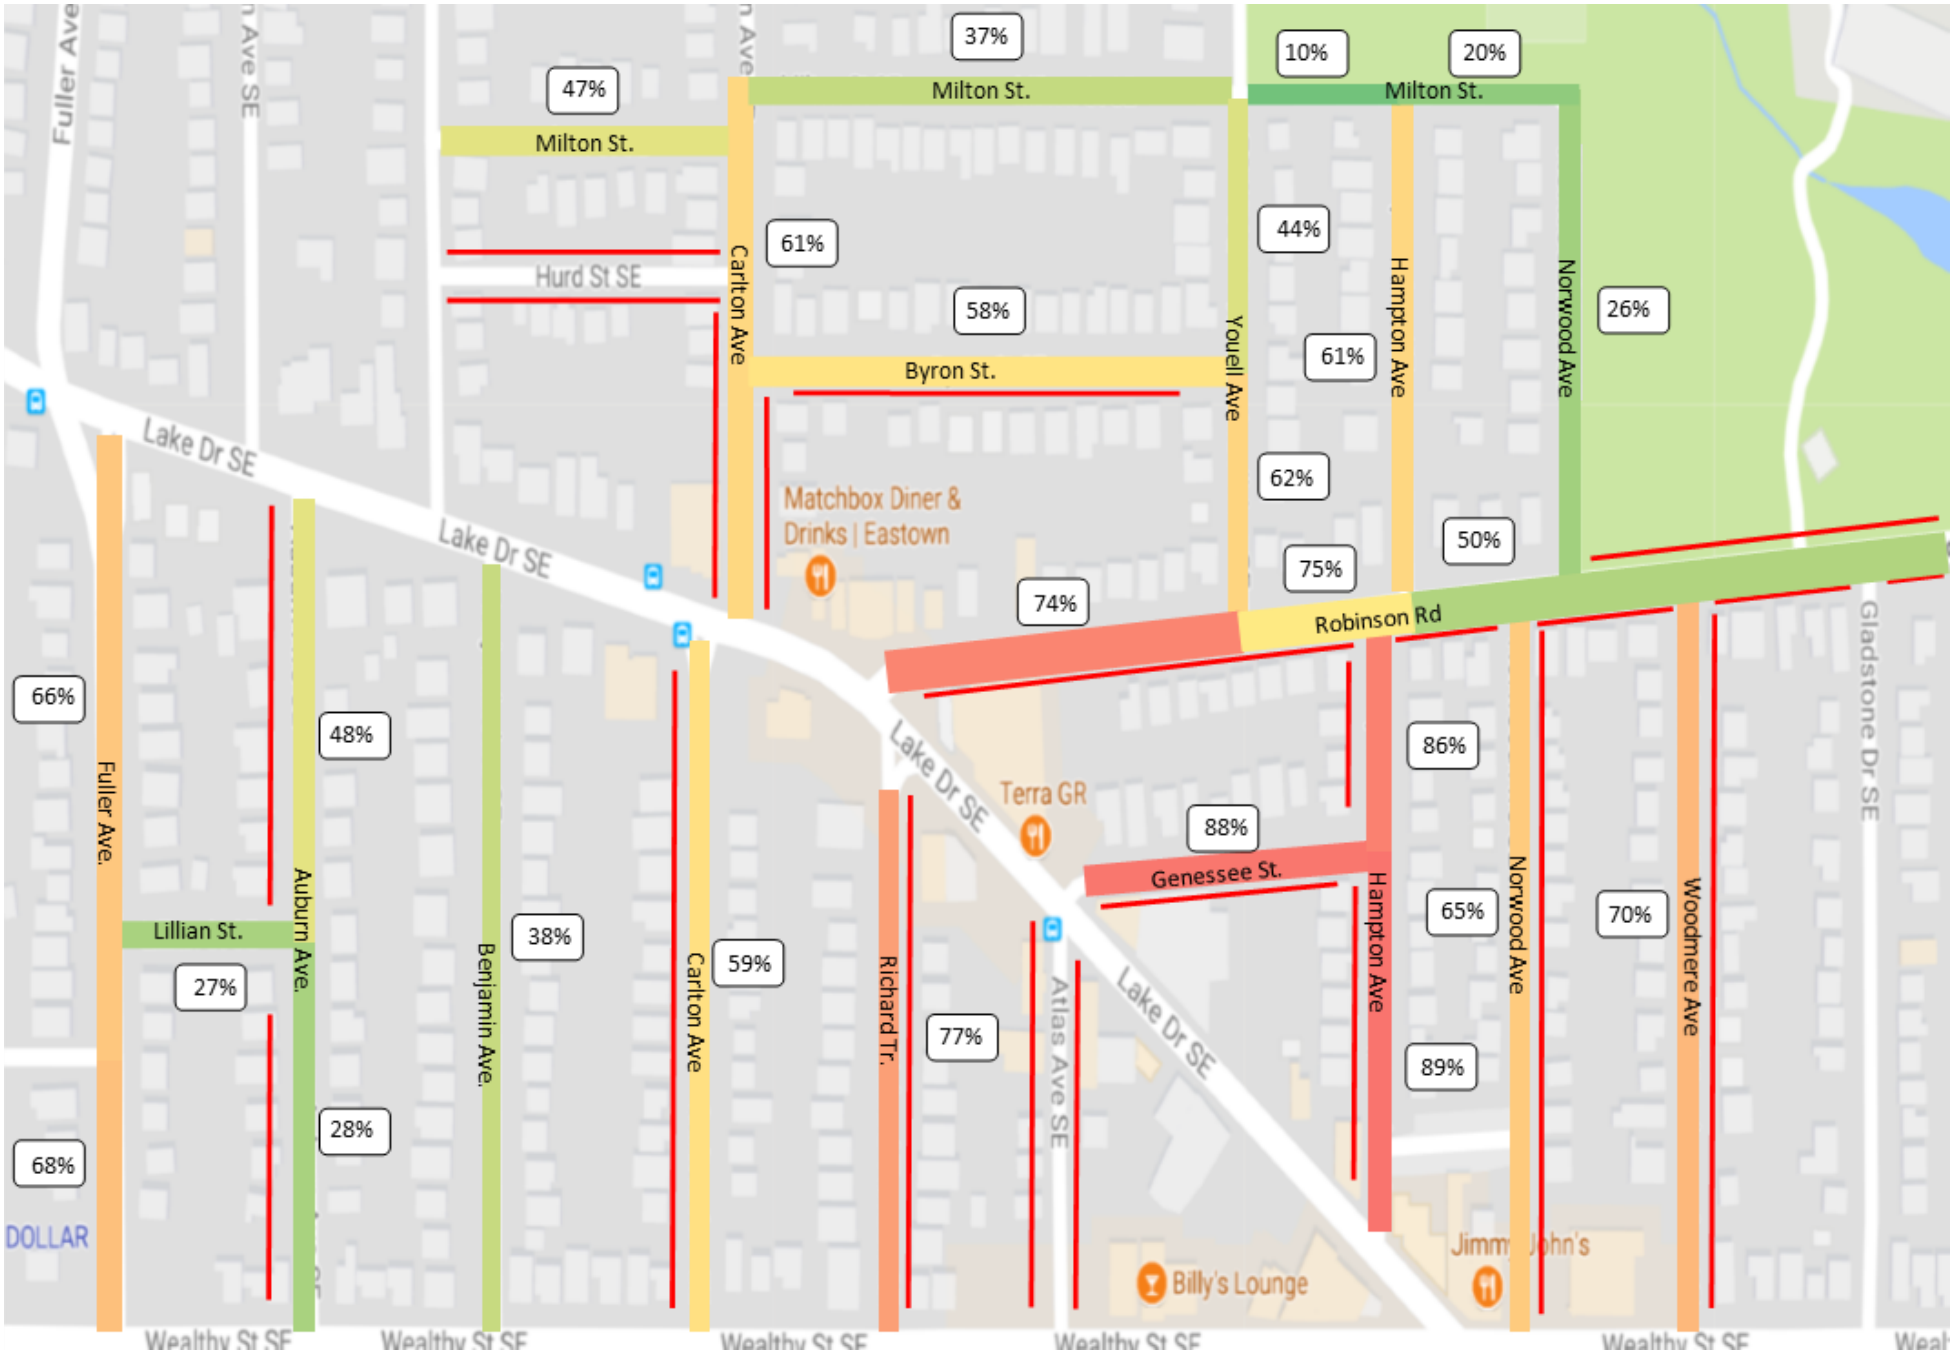 Fuller Ave
n Ave SE
n Ave
37%
10%
20%
47%
Milton St.
Milton St.
Milton St.
61%
44%
Hurd St SE
Carlton Ave
58%
Hampton Ave
Norwood Ave
26%
Youell Ave
61%
Byron St.
Lake Dr SE
62%
Matchbox Diner &
Drinks | Eastown
Lake Dr SE
50%
75%
74%
Robinson Rd
Gladstone Dr SE
66%
48%
86%
Lake Dr SE
Fuller Ave.
Terra GR
88%
Genessee St.
Auburn Ave.
Hampton Ave
65%
Norwood Ave
70%
Woodmere Ave
Lillian St.
38%
Benjamin Ave.
Carlton Ave
59%
Richard Tr.
27%
77%
Atlas Ave SE
Lake Dr SE
89%
28%
68%
DOLLAR
Jimmy John's
Billy's Lounge
Wealthy St SE
Wealthy St SE
Wealthy St SE
Wealthy St SE
Wealthy St SE
Weal